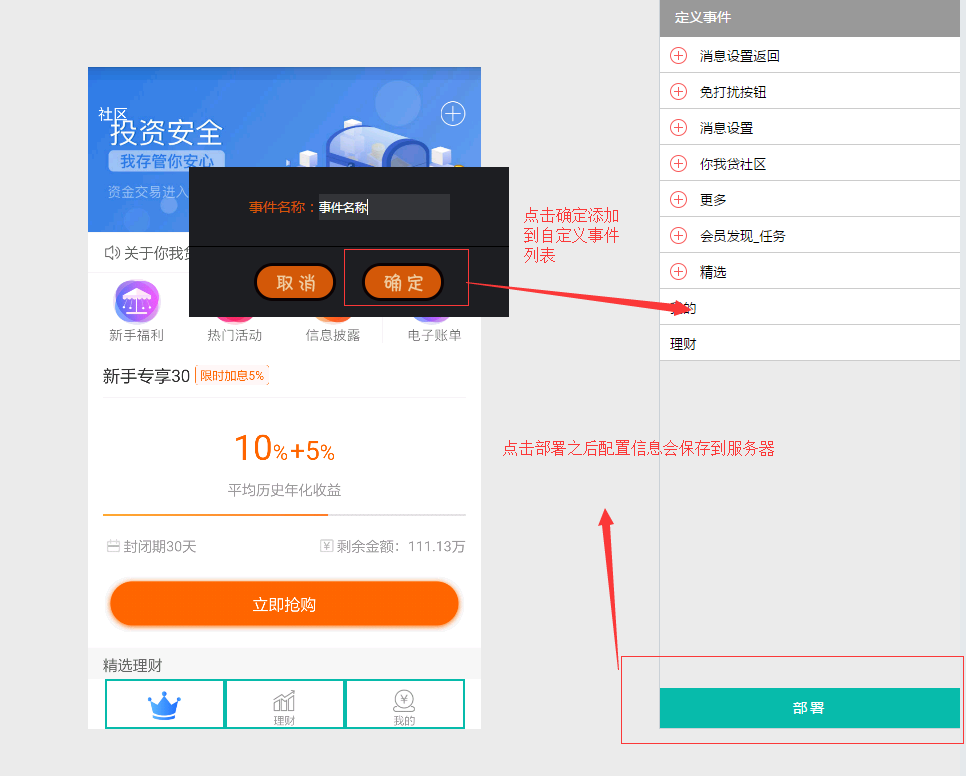 定义事件
消息设置返回
免打扰按钮
消息设置
你我贷社区
更多
会员发现_任务
精选
的
理财
部署
社区
投资安全
我存管你安心
资金交易进入
事件名称：事件名称
取消
确定
点击确定添加
到自定义事件
列表
关于你我
新手福利
热门活动
信息披露
电子账单
新手专享30 限时加息5%
10%+5%
平均历史年化收益
封闭期30天
剩余金额：111.13万
立即抢购
精选理财
理财
我的
点击部署之后配置信息会保存到服务器